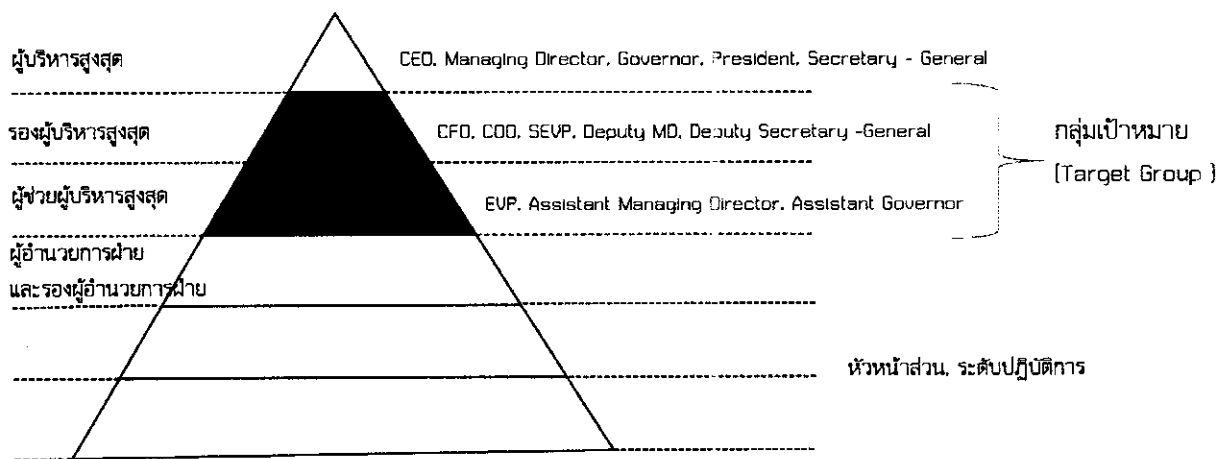 ผู้บริหารสูงสุด
CEO, Managing Director, Governor, President, Secretary - General
รองผู้บริหารสูงสุด
CFO, COO, SEVP, Deputy MD, Deputy Secretary -General
กลุ่มเป้าหมาย
(Target Group )
ผู้ช่วยผู้บริหารสูงสุด
EVP, Assistant Managing Director, Assistant Governor
ผู้อำนวยการฝ่าย
และรองผู้อำนวยการฝ่าย
หัวหน้าส่วน, ระดับปฏิบัติการ